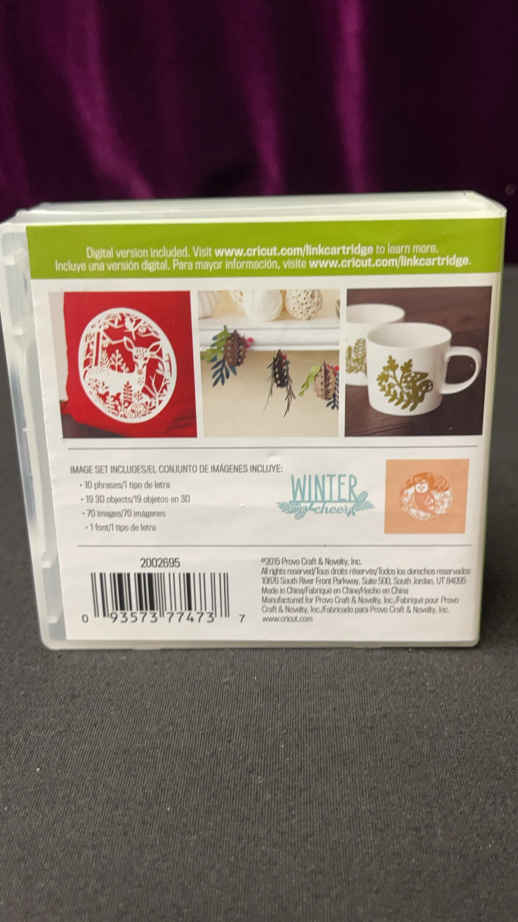 Digital version included. Visit www.cricut.com/linkcartridge to learn more.
Incluye una versión digital. Para mayor información, visite www.cricut.com/linkcartridge.
IMAGE SET INCLUDES/EL CONJUNTO DE IMÁGENES INCLUYE:
• 10 phrases/1 tipo de letra
• 19 3D objects/19 objetos en 3D
• 70 images/70 imágenes
• 1 font/1 tipo de letra
WINTER
cheer
2002695
0 93573 77473 7
©2015 Provo Craft & Novelty, Inc.
All rights reserved/Tous droits réservés/Todos los derechos reservados
10876 South River Front Parkway, Suite 500, South Jordan, UT 84095
Made in China/Fabriqué en Chine/Hecho en China
Manufactured for Provo Craft & Novelty, Inc./Fabriqué pour Provo
Craft & Novelty, Inc./Fabricado para Provo Craft & Novelty, Inc.
www.cricut.com